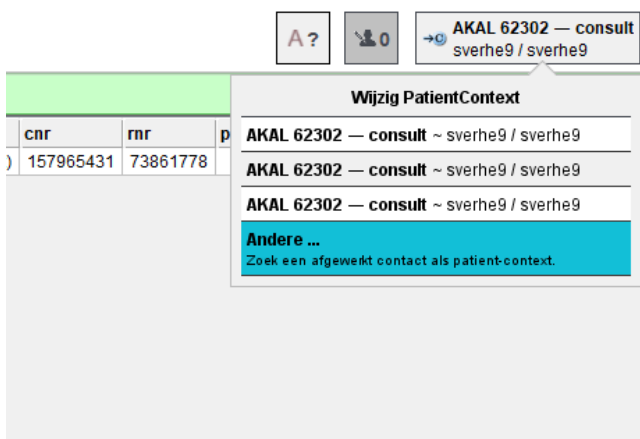 A ?
0
AKAL 62302 — consult
sverhe9 / sverhe9
Wijzig PatientContext
cnr rnr p
) 157965431 73861778
AKAL 62302 — consult ~ sverhe9 / sverhe9
AKAL 62302 — consult ~ sverhe9 / sverhe9
AKAL 62302 — consult ~ sverhe9 / sverhe9
Andere ...
Zoek een afgewerkt contact als patient-context.